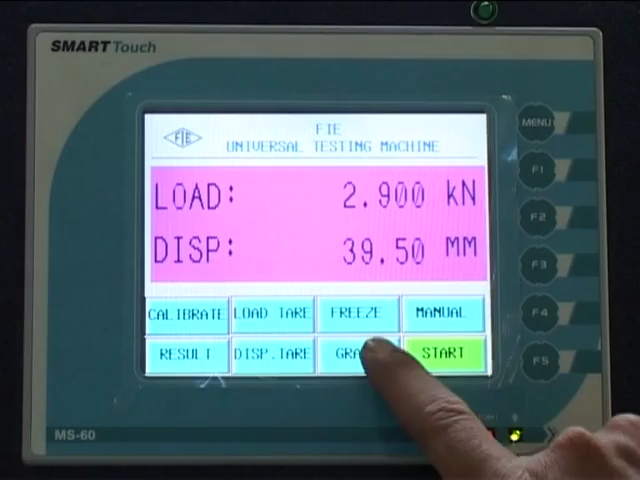 SMART Touch
FIE
FIE
UNIVERSAL TESTING MACHINE
LOAD: 2.900 kN
DISP: 39.50 MM
CALIBRATE LOAD TARE FREEZE MANUAL
RESULT DISP.TARE GRA START
MENU
F1
F2
F3
F4
F5
MS-60